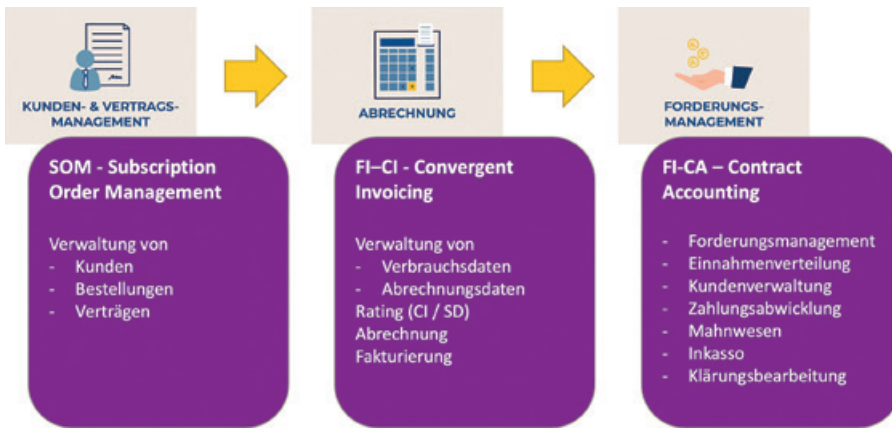 KUNDEN- & VERTRAGS-
MANAGEMENT
SOM - Subscription
Order Management
Verwaltung von
- Kunden
- Bestellungen
- Verträgen
ABRECHNUNG
FI–CI - Convergent
Invoicing
Verwaltung von
- Verbrauchsdaten
- Abrechnungsdaten
Rating (CI / SD)
Abrechnung
Fakturierung
FORDERUNGS-
MANAGEMENT
FI-CA – Contract
Accounting
- Forderungsmanagement
- Einnahmenverteilung
- Kundenverwaltung
- Zahlungsabwicklung
- Mahnwesen
- Inkasso
- Klärungsbearbeitung